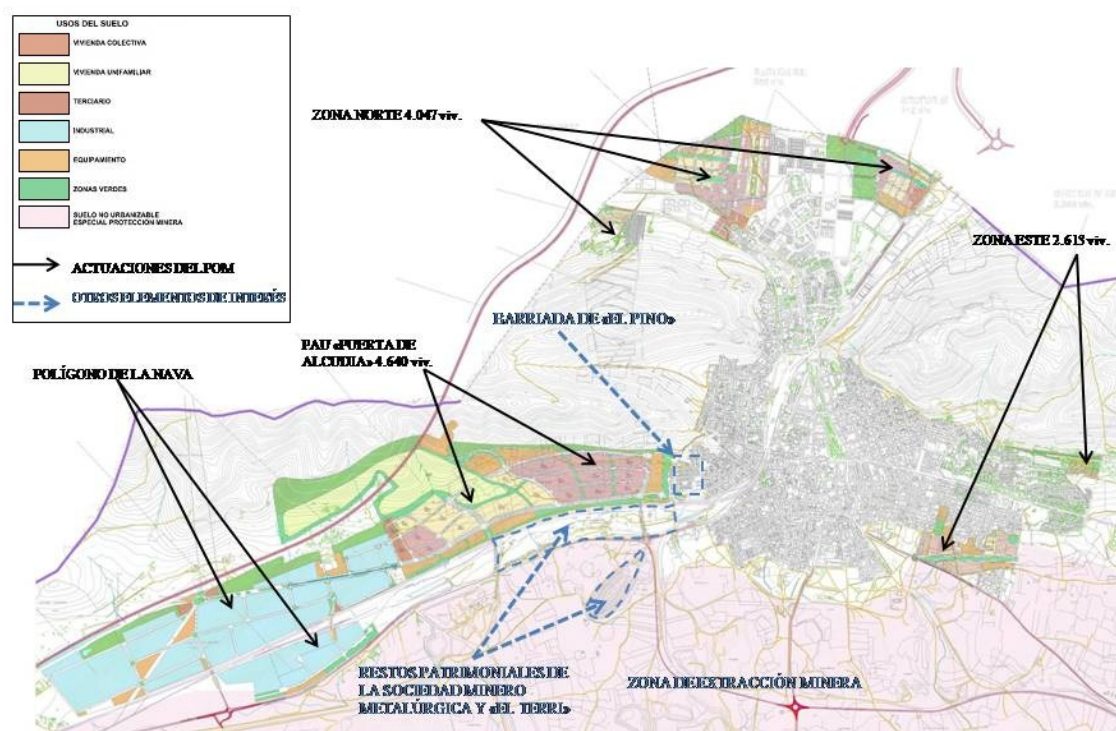 USOS DEL SUELO
VIVIENDA COLECTIVA
VIVIENDA UNIFAMILIAR
TERCIARIO
INDUSTRIAL
EQUIPAMIENTO
ZONAS VERDES
SUELO NO URBANIZABLE
ESPECIAL PROTECCION MINERA
ACTUACIONES DEL POM
OTROS ELEMENTOS DE INTERÉS
ZONA NORTE 4.047 viv.
ZONA ESTE 2.613 viv.
BARRIADA DE «EL PINO»
PAU «PUERTA DE
ALCUDIA» 4.640 viv.
POLÍGONO DE LA NAVA
RESTOS PATRIMONIALES DE
LA SOCIEDAD MINERO
METALÚRGICA Y «EL TERRI»
ZONA DE EXTRACCIÓN MINERA